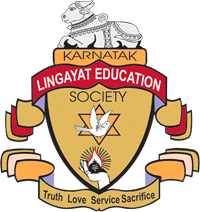 KARNATAK
LINGAYAT EDUCATION
SOCIETY
Truth Love Service Sacrifice